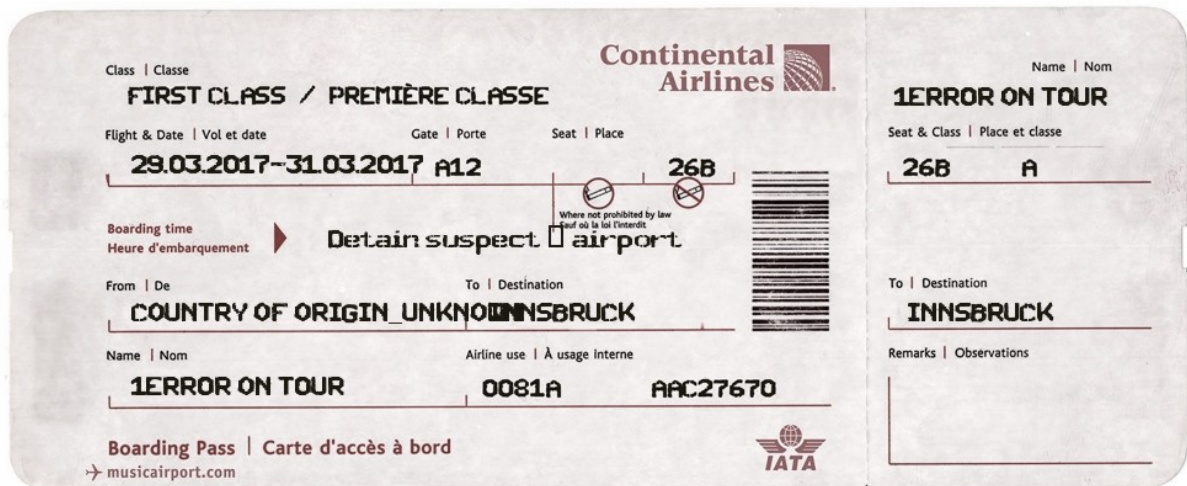 Continental
Airlines
Class | Classe
FIRST CLASS / PREMIÈRE CLASSE
Flight & Date | Vol et date Gate | Porte Seat | Place
29.03.2017-31.03.2017 A12 26B
Where not prohibited by law
Sauf où la loi l'interdit
Boarding time
Heure d'embarquement
Detain suspect airport
From | De To | Destination
COUNTRY OF ORIGIN_UNKNOWN INNSBRUCK
Name | Nom Airline use | À usage interne
1ERROR ON TOUR 0081A AAC27670
Boarding Pass | Carte d'accès à bord
musicairport.com
IATA
Name | Nom
1ERROR ON TOUR
Seat & Class | Place et classe
26B A
To | Destination
INNSBRUCK
Remarks | Observations